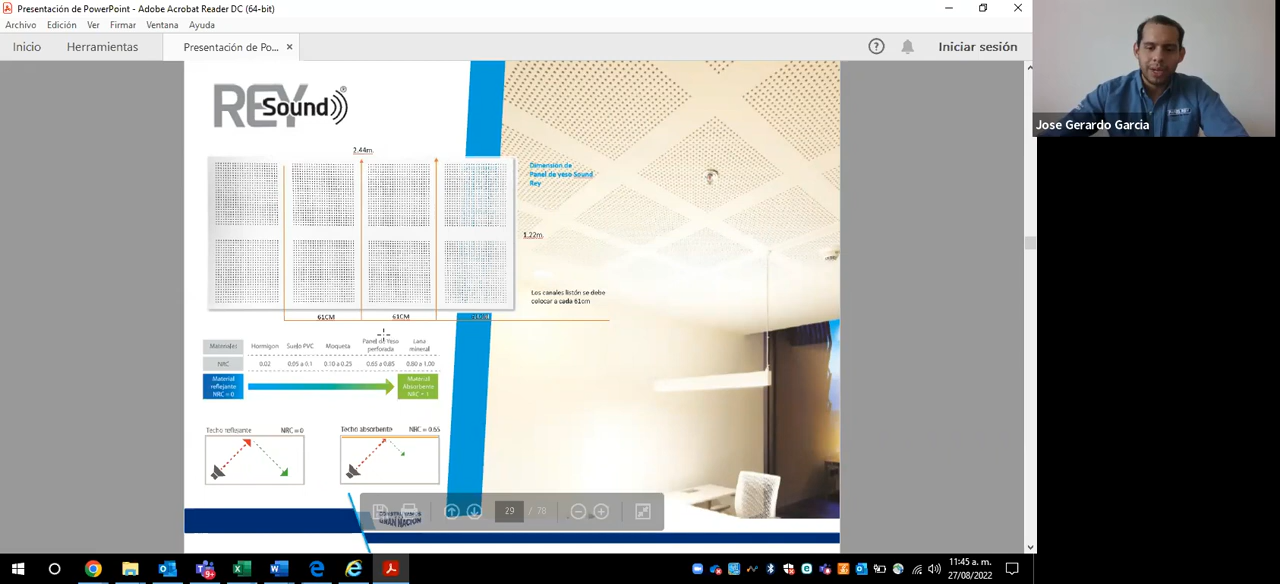 Presentación de PowerPoint - Adobe Acrobat Reader DC (64-bit)
Archivo Edición Ver Firmar Ventana Ayuda
Inicio Herramientas Presentación de Po... × Iniciar sesión
Jose Gerardo Garcia
REY Sound ®
2.44m.
Dimensión de
Panel de yeso Sound
Rey
1.22m.
Los canales listón se debe
colocar a cada 61cm
61CM 61CM
Materiales Hormigon Suelo PVC Moqueta Panel de Yeso perforada Lana mineral
NRC 0.02 0,05 a 0,1 0.10 a 0.25 0,65 a 0,85 0,80 a 1,00
Material
reflejante
NRC = 0
Material
Absorbente
NRC = 1
Techo reflejante NRC = 0
Techo absorbente NRC = 0.65
29 / 78
GRAN NACIÓN
11:45 a. m.
27/08/2022